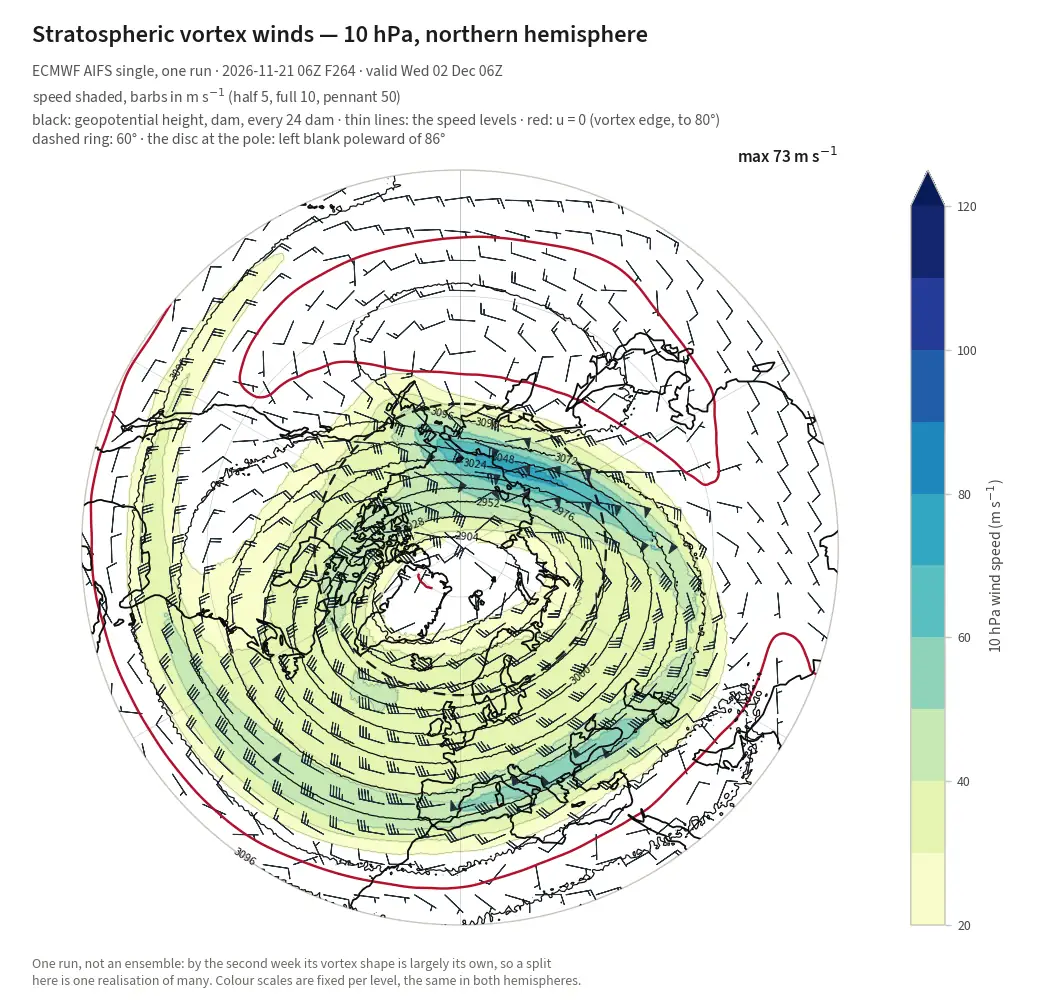 Stratospheric vortex winds — 10 hPa, northern hemisphere
ECMWF AIFS single, one run · 2026-11-21 06Z F264 · valid Wed 02 Dec 06Z
speed shaded, barbs in m s⁻¹ (half 5, full 10, pennant 50)
black: geopotential height, dam, every 24 dam · thin lines: the speed levels · red: u = 0 (vortex edge, to 80°)
dashed ring: 60° · the disc at the pole: left blank poleward of 86°
max 73 m s⁻¹
120
100
80
60
40
20
10 hPa wind speed (m s⁻¹)
3096
3072
3024
2952
2976
2904
3096
One run, not an ensemble: by the second week its vortex shape is largely its own, so a split
here is one realisation of many. Colour scales are fixed per level, the same in both hemispheres.